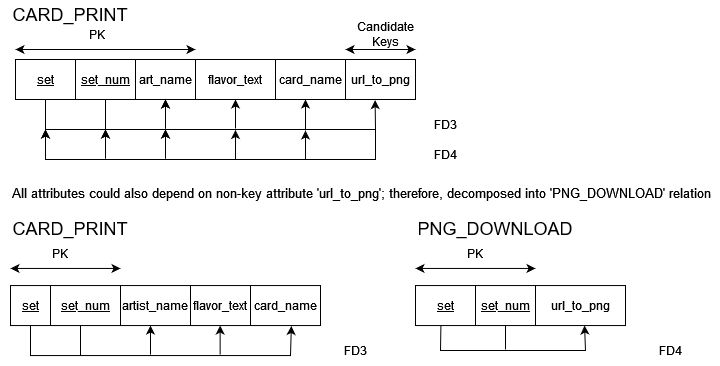 CARD_PRINT
PK
Candidate
Keys
set set_num art_name flavor_text card_name url_to_png
FD3
FD4
All attributes could also depend on non-key attribute 'url_to_png'; therefore, decomposed into 'PNG_DOWNLOAD' relation
CARD_PRINT PNG_DOWNLOAD
PK PK
set set_num artist_name flavor_text card_name set set_num url_to_png
FD3 FD4